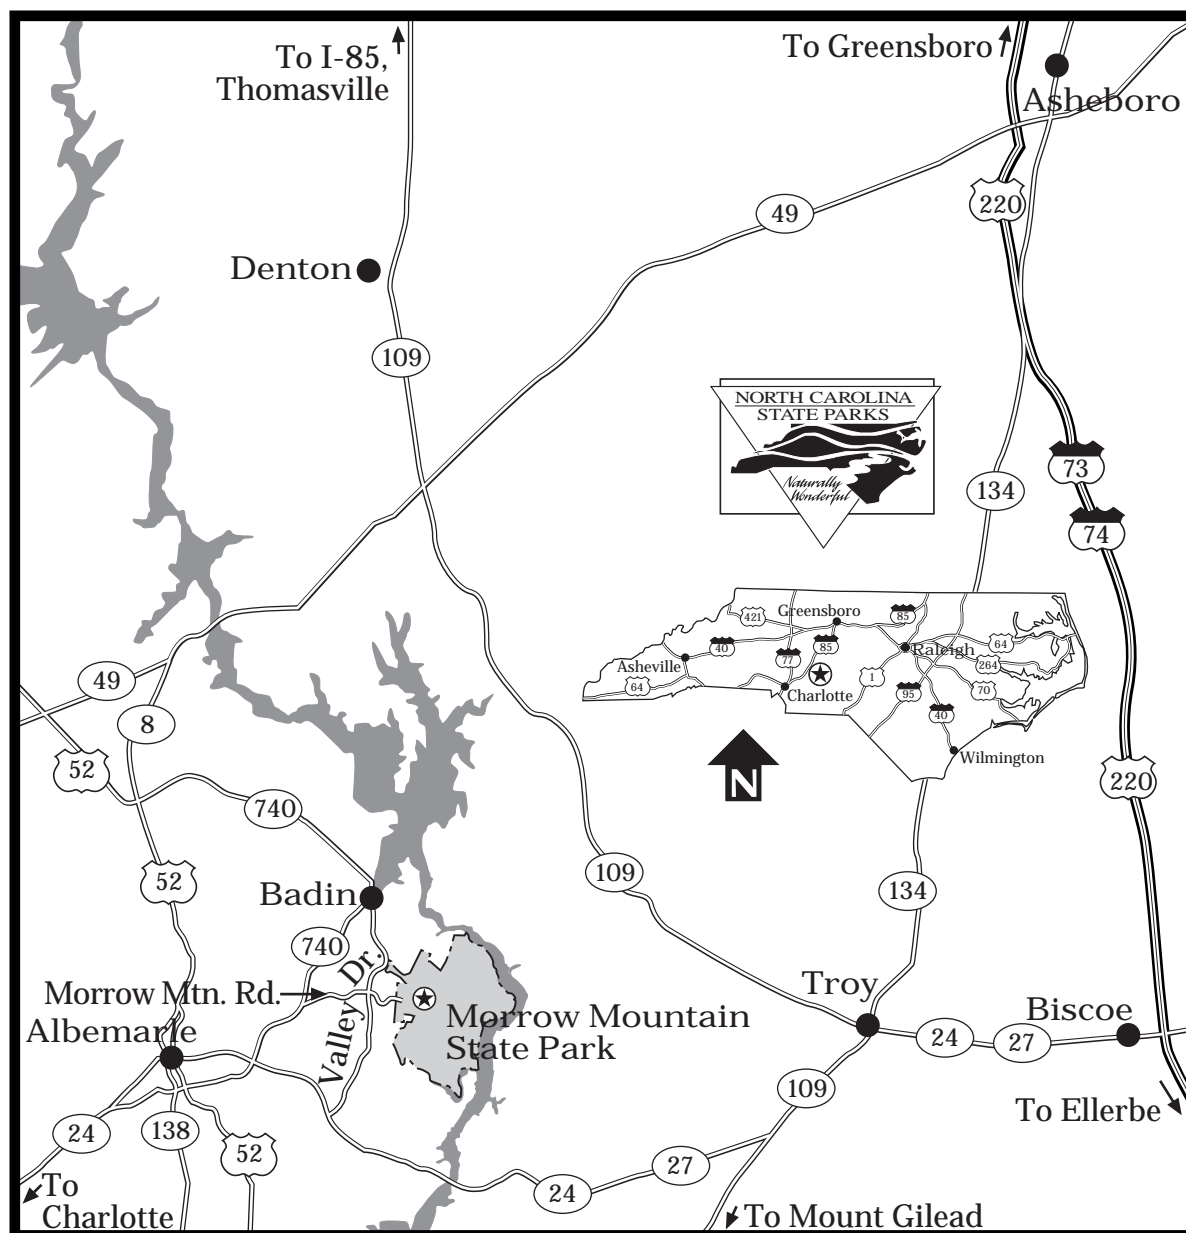 To I-85,
Thomasville
To Greensboro
Asheboro
220
49
Denton
109
NORTH CAROLINA
STATE PARKS
Naturally
Wonderful
73
134
74
Greensboro
421
85
40
85
64
Asheville
77
Raleigh
264
64
Charlotte
1
95
70
40
Wilmington
N
49
8
52
740
220
52
109
134
Badin
740
Valley Dr.
Morrow Mtn. Rd.
Albemarle
Morrow Mountain
State Park
Troy
Biscoe
24
27
109
To Ellerbe
24
138
52
27
24
To
Charlotte
To Mount Gilead